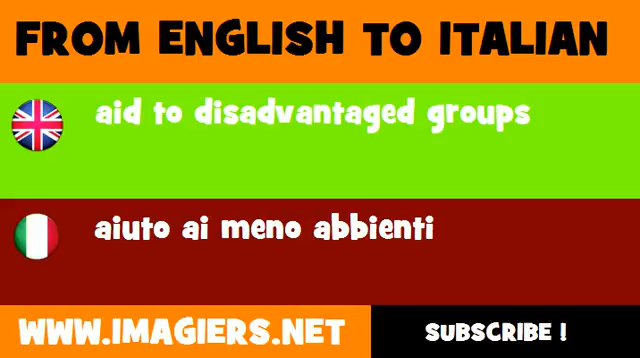 FROM ENGLISH TO ITALIAN
aid to disadvantaged groups
aiuto ai meno abbienti
WWW.IMAGIERS.NET
SUBSCRIBE !